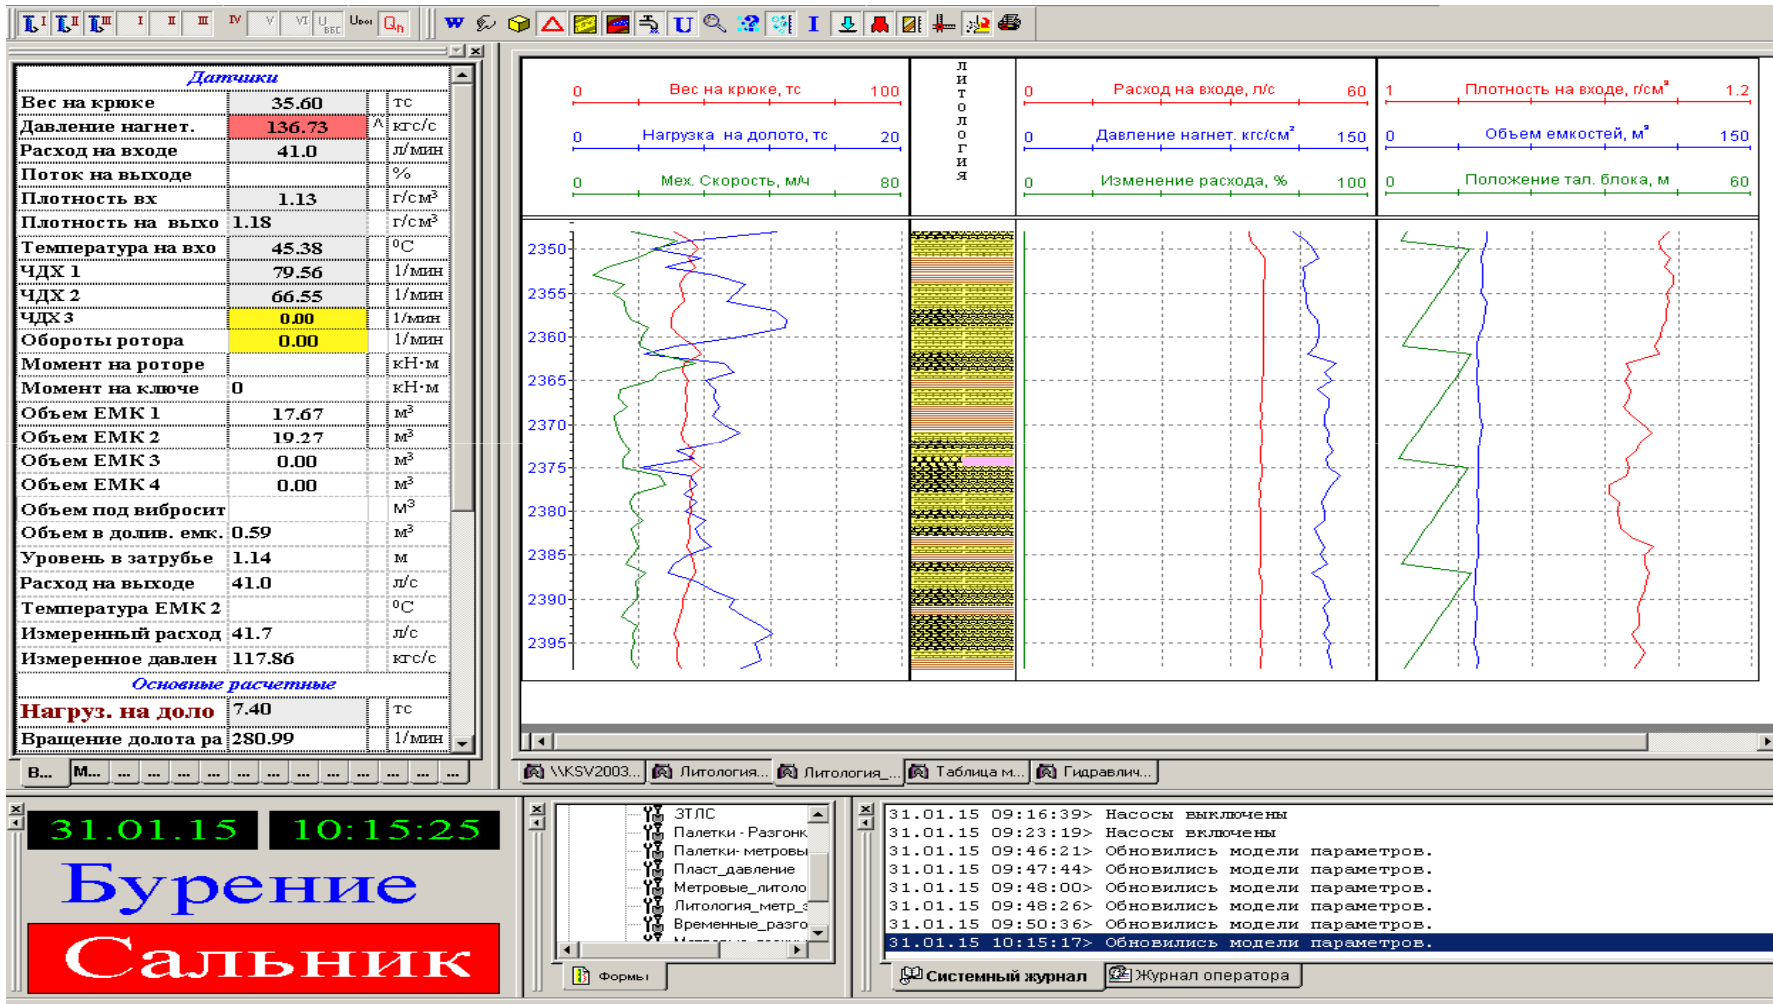 I II III I II III IV V VI U ВБС Uвоі Qп
W U I
Датчики
Вес на крюке 35.60 тс
Давление нагнет. 136.73 ^ кгс/с
Расход на входе 41.0 л/мин
Поток на выходе %
Плотность вх 1.13 г/см³
Плотность на выхо 1.18 г/см³
Температура на вхо 45.38 ⁰С
ЧДХ 1 79.56 1/мин
ЧДХ 2 66.55 1/мин
ЧДХ 3 0.00 1/мин
Обороты ротора 0.00 1/мин
Момент на роторе кН·м
Момент на ключе 0 кН·м
Объем ЕМК 1 17.67 м³
Объем ЕМК 2 19.27 м³
Объем ЕМК 3 0.00 м³
Объем ЕМК 4 0.00 м³
Объем под вибросит м³
Объем в долив. емк. 0.59 м³
Уровень в затрубье 1.14 м
Расход на выходе 41.0 л/с
Температура ЕМК 2 ⁰С
Измеренный расход 41.7 л/с
Измеренное давлен 117.86 кгс/с
Основные расчетные
Нагруз. на доло 7.40 тс
Вращение долота ра 280.99 1/мин
В... М... ... ... ... ... ... ... ... ... ... ... ...
0 Вес на крюке, тс 100
0 Нагрузка на долото, тс 20
0 Мех. Скорость, м/ч 80
литология
0 Расход на входе, л/с 60
0 Давление нагнет. кгс/см² 150
0 Изменение расхода, % 100
1 Плотность на входе, г/см³ 1.2
0 Объем емкостей, м³ 150
0 Положение тал. блока, м 60
2350
2355
2360
2365
2370
2375
2380
2385
2390
2395
\\KSV2003... Литология... Литология_... Таблица м... Гидравлич...
31.01.15 10:15:25
Бурение
Сальник
ЗТЛС
Палетки - Разгонк
Палетки- метровы
Пласт_давление
Метровые_литоло
Литология_метр_з
Временные_разго
Формы
31.01.15 09:16:39> Насосы выключены
31.01.15 09:23:19> Насосы включены
31.01.15 09:46:21> Обновились модели параметров.
31.01.15 09:47:44> Обновились модели параметров.
31.01.15 09:48:00> Обновились модели параметров.
31.01.15 09:48:26> Обновились модели параметров.
31.01.15 09:50:36> Обновились модели параметров.
31.01.15 10:15:17> Обновились модели параметров.
Системный журнал Журнал оператора